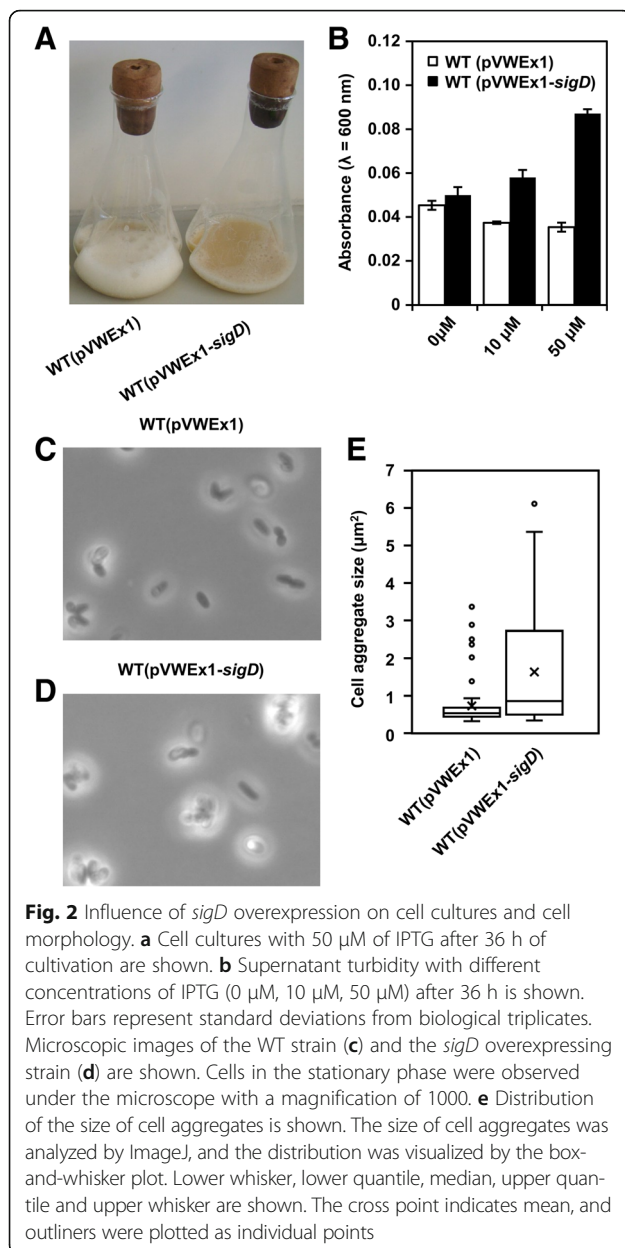 A
WT(pVWEx1)
WT(pVWEx1-sigD)
B
0.12
0.10
0.08
0.06
0.04
0.02
0
Absorbance (λ = 600 nm)
WT (pVWEx1)
WT (pVWEx1-sigD)
0µM
10 µM
50 µM
C
WT(pVWEx1)
D
WT(pVWEx1-sigD)
E
7
6
5
4
3
2
1
0
Cell aggregate size (µm²)
WT(pVWEx1)
WT(pVWEx1-sigD)
Fig. 2 Influence of sigD overexpression on cell cultures and cell
morphology. a Cell cultures with 50 µM of IPTG after 36 h of
cultivation are shown. b Supernatant turbidity with different
concentrations of IPTG (0 µM, 10 µM, 50 µM) after 36 h is shown.
Error bars represent standard deviations from biological triplicates.
Microscopic images of the WT strain (c) and the sigD overexpressing
strain (d) are shown. Cells in the stationary phase were observed
under the microscope with a magnification of 1000. e Distribution
of the size of cell aggregates is shown. The size of cell aggregates was
analyzed by ImageJ, and the distribution was visualized by the box-
and-whisker plot. Lower whisker, lower quantile, median, upper quan-
tile and upper whisker are shown. The cross point indicates mean, and
outliners were plotted as individual points